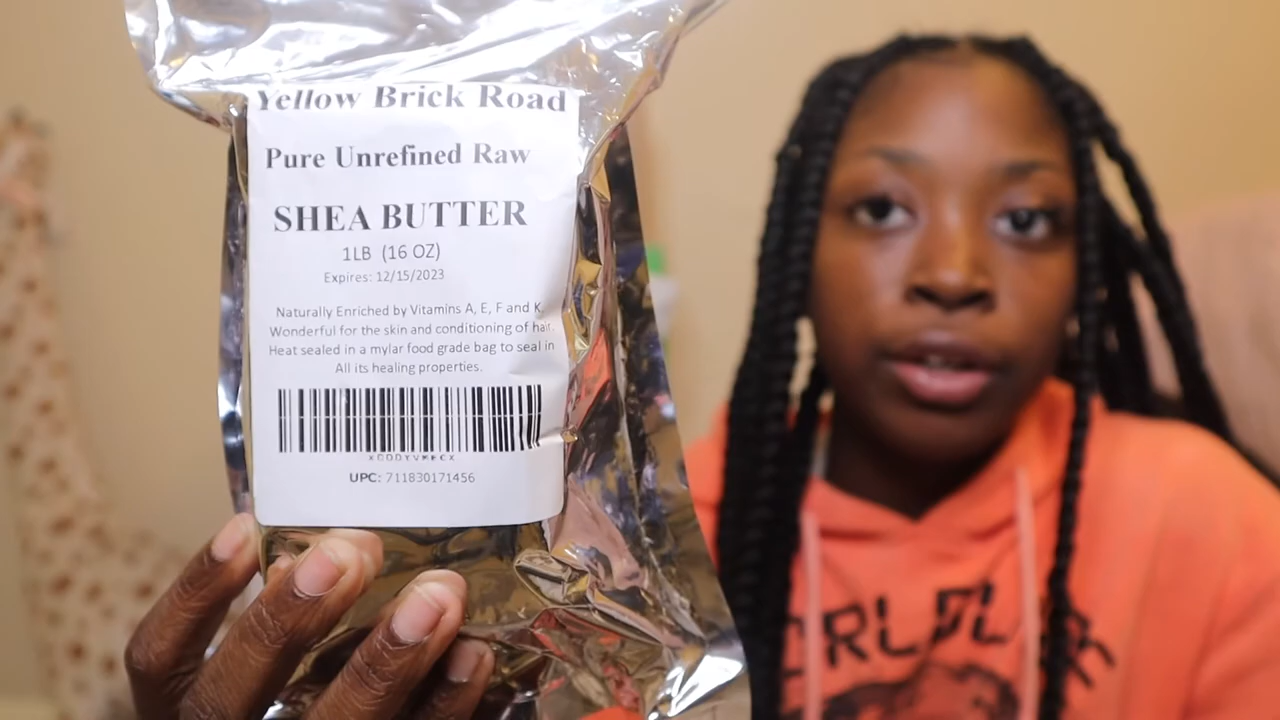 Yellow Brick Road
Pure Unrefined Raw
SHEA BUTTER
1LB (16 OZ)
Expires: 12/15/2023
Naturally Enriched by Vitamins A, E, F and K.
Wonderful for the skin and conditioning of hair.
Heat sealed in a mylar food grade bag to seal in
All its healing properties.
UPC: 711830171456